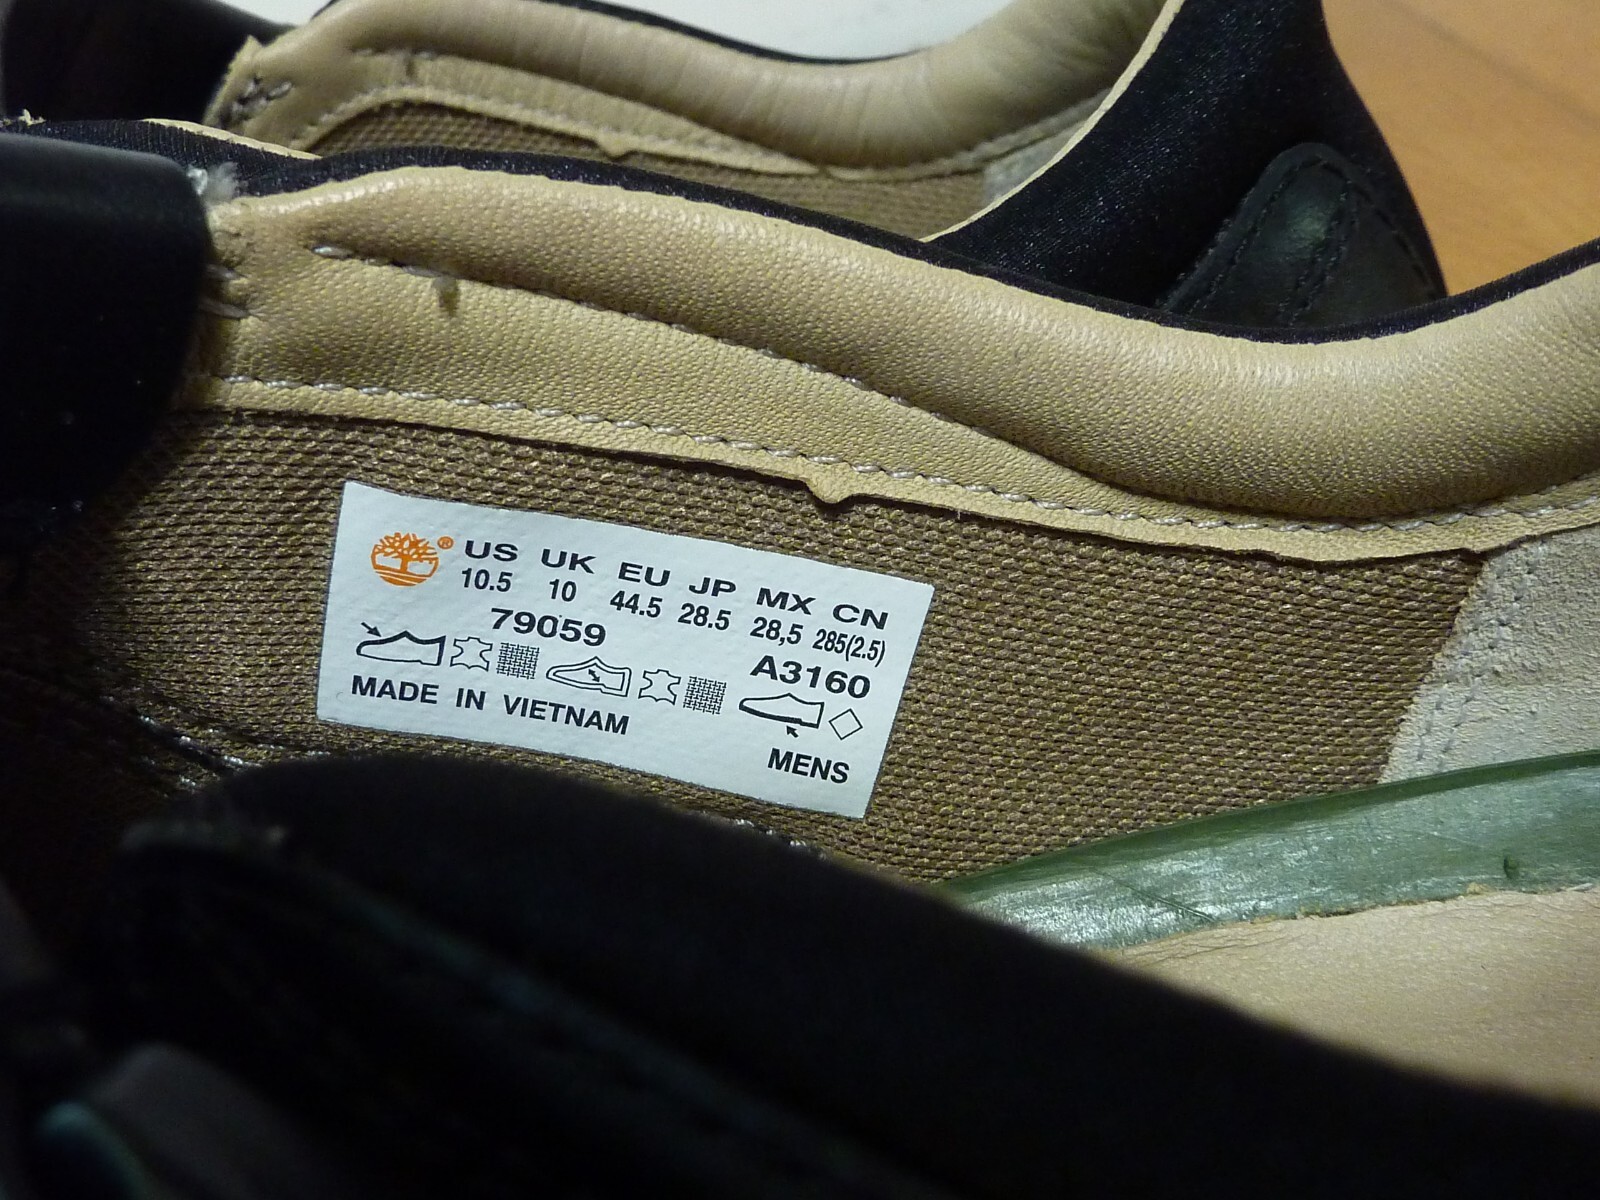 ® US UK EU JP MX CN
10.5 10 44.5 28.5 28,5 285(2.5)
79059
A3160
MADE IN VIETNAM
MENS